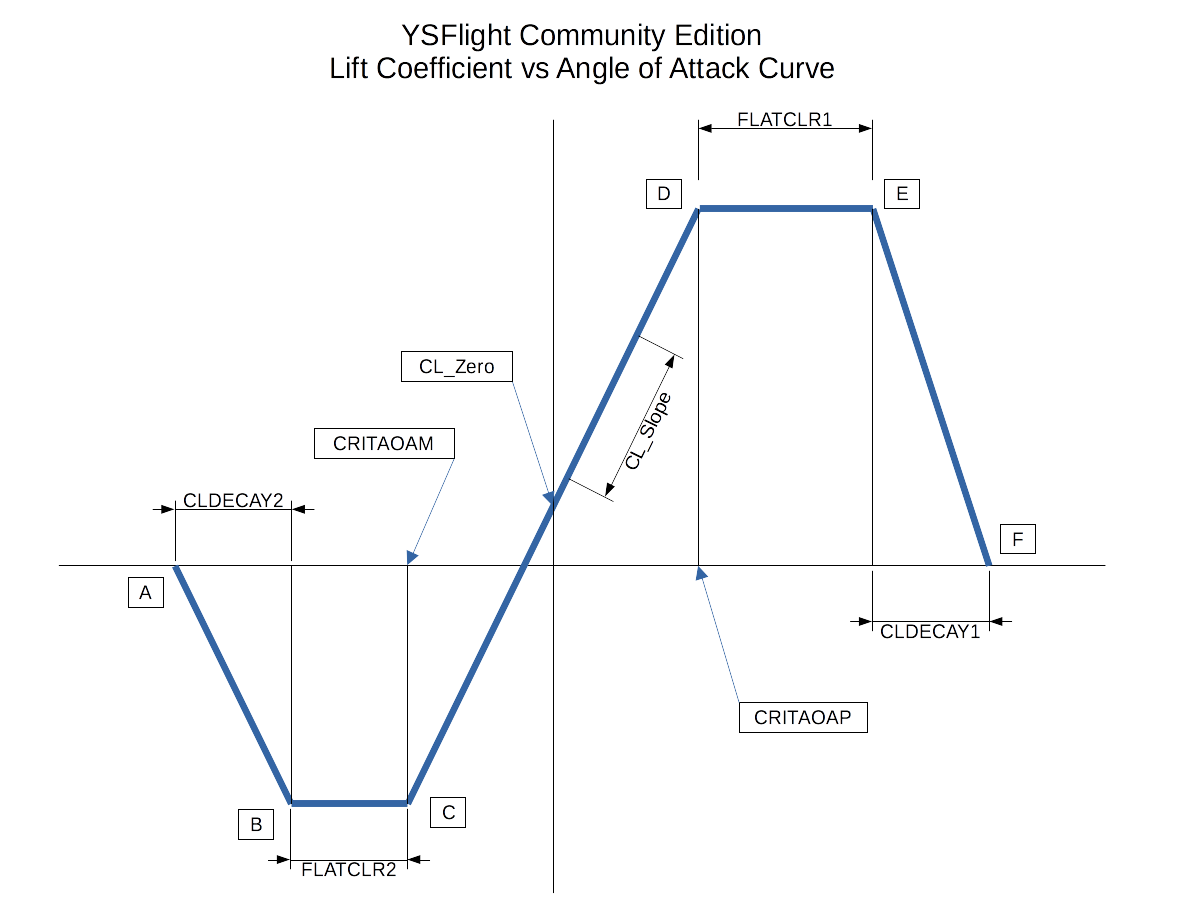 YSFlight Community Edition
Lift Coefficient vs Angle of Attack Curve
FLATCLR1
D
E
CL_Zero
CL_Slope
CRITAOAM
CLDECAY2
F
A
CLDECAY1
CRITAOAP
C
B
FLATCLR2